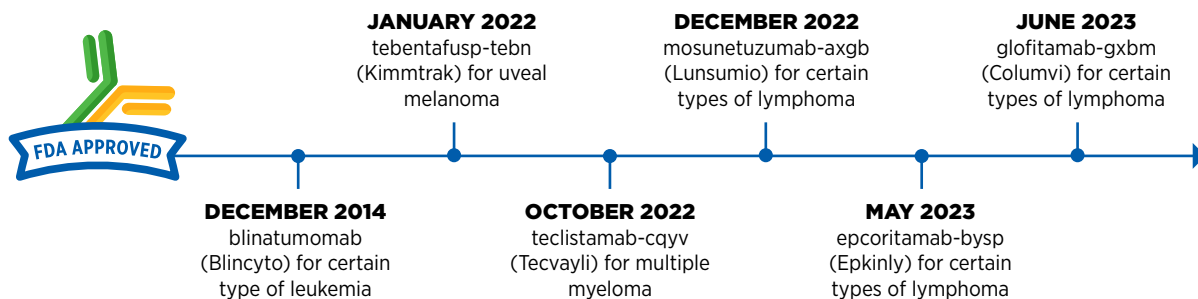 FDA APPROVED
DECEMBER 2014
blinatumomab
(Blincyto) for certain
type of leukemia
JANUARY 2022
tebentafusp-tebn
(Kimmtrak) for uveal
melanoma
OCTOBER 2022
teclistamab-cqyv
(Tecvayli) for multiple
myeloma
DECEMBER 2022
mosunetuzumab-axgb
(Lunsumio) for certain
types of lymphoma
MAY 2023
epcoritamab-bysp
(Epkinly) for certain
types of lymphoma
JUNE 2023
glofitamab-gxbm
(Columvi) for certain
types of lymphoma